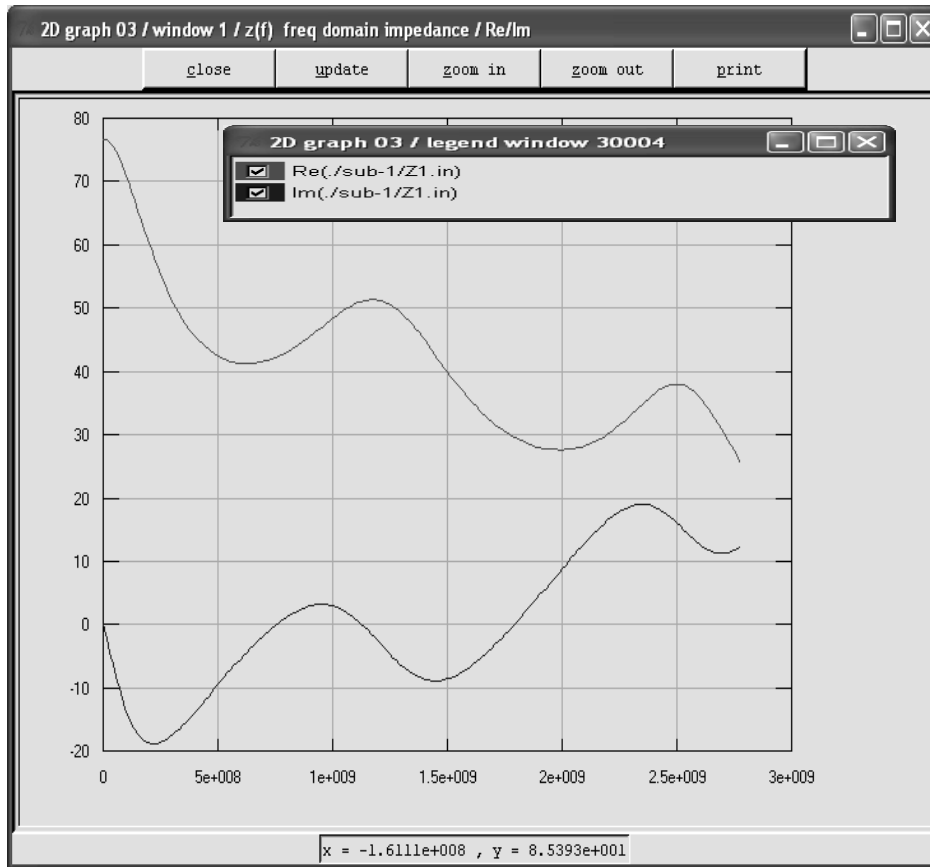 2D graph 03 / window 1 / z(f) freq domain impedance / Re/Im
close update zoom in zoom out print
2D graph 03 / legend window 30004
Re(./sub-1/Z1.in)
Im(./sub-1/Z1.in)
80
70
60
50
40
30
20
10
0
-10
-20
0 5e+008 1e+009 1.5e+009 2e+009 2.5e+009 3e+009
x = -1.6111e+008 , y = 8.5393e+001